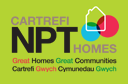 CARTREFI
NPT
HOMES
Great Homes Great Communities
Cartrefi Gwych Cymunedau Gwych